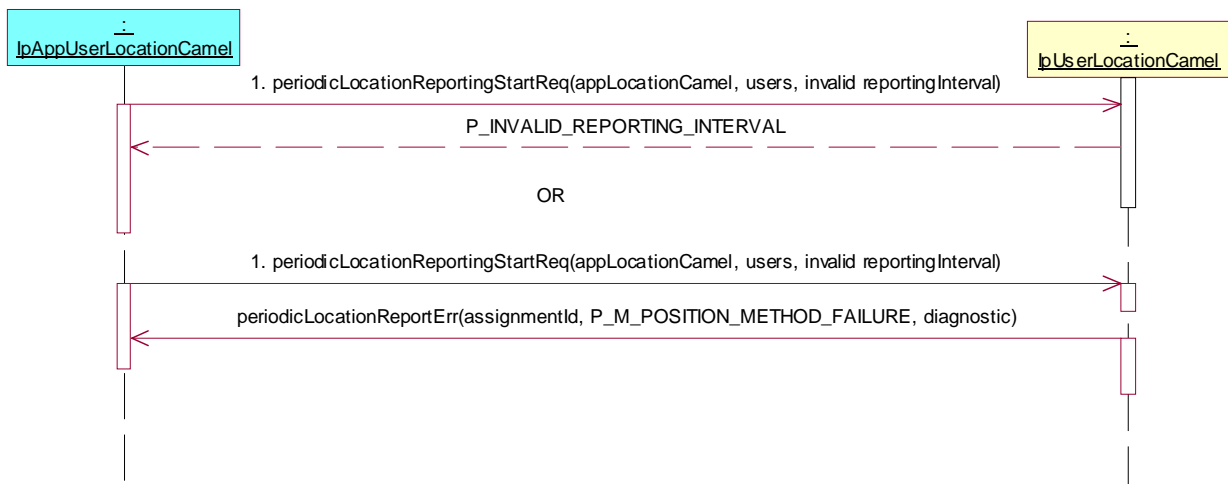 :
IpAppUserLocationCamel
:
IpUserLocationCamel
1. periodicLocationReportingStartReq(appLocationCamel, users, invalid reportingInterval)
P_INVALID_REPORTING_INTERVAL
OR
1. periodicLocationReportingStartReq(appLocationCamel, users, invalid reportingInterval)
periodicLocationReportErr(assignmentId, P_M_POSITION_METHOD_FAILURE, diagnostic)